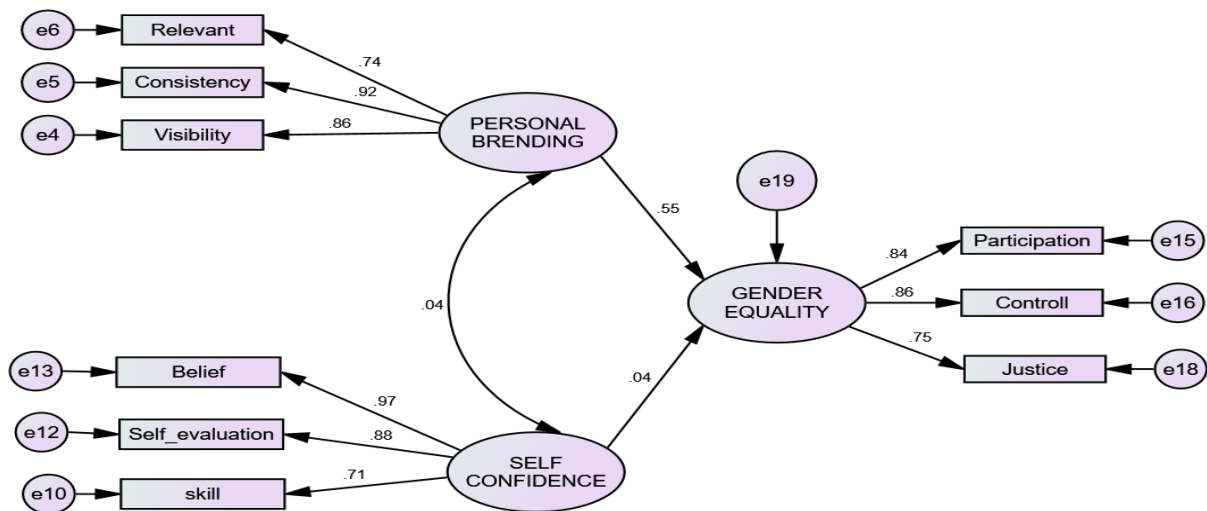 e6
Relevant
.74
e5
Consistency
.92
e4
Visibility
.86
PERSONAL
BRENDING
e19
.55
Participation
e15
.84
GENDER
EQUALITY
.86
Controll
e16
.75
Justice
e18
.04
.04
e13
Belief
.97
e12
Self_evaluation
.88
SELF
CONFIDENCE
e10
skill
.71